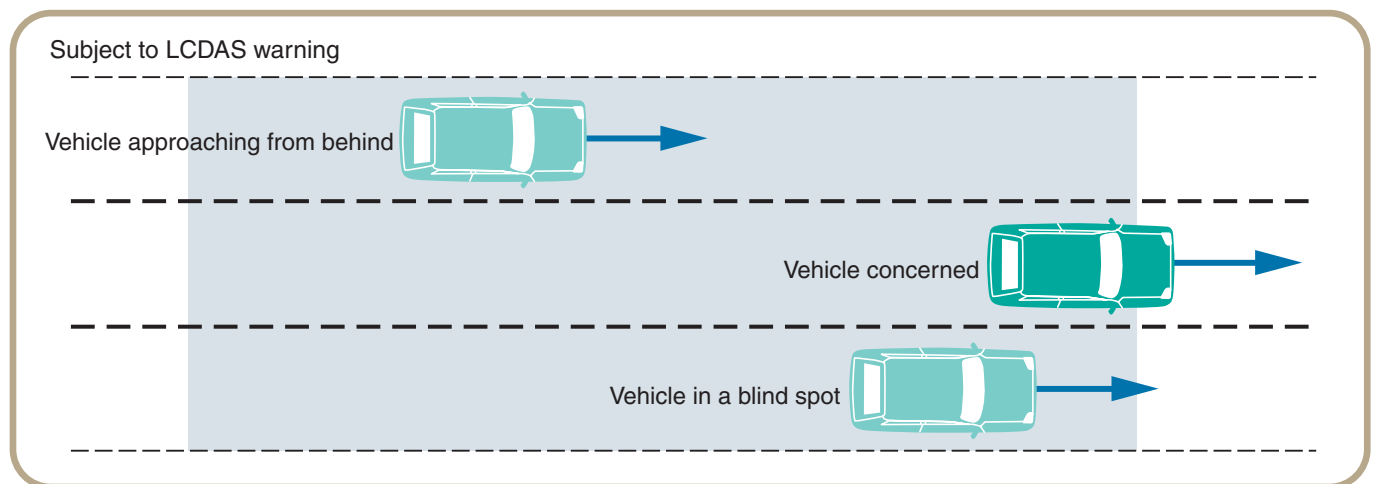 Subject to LCDAS warning
Vehicle approaching from behind
Vehicle concerned
Vehicle in a blind spot